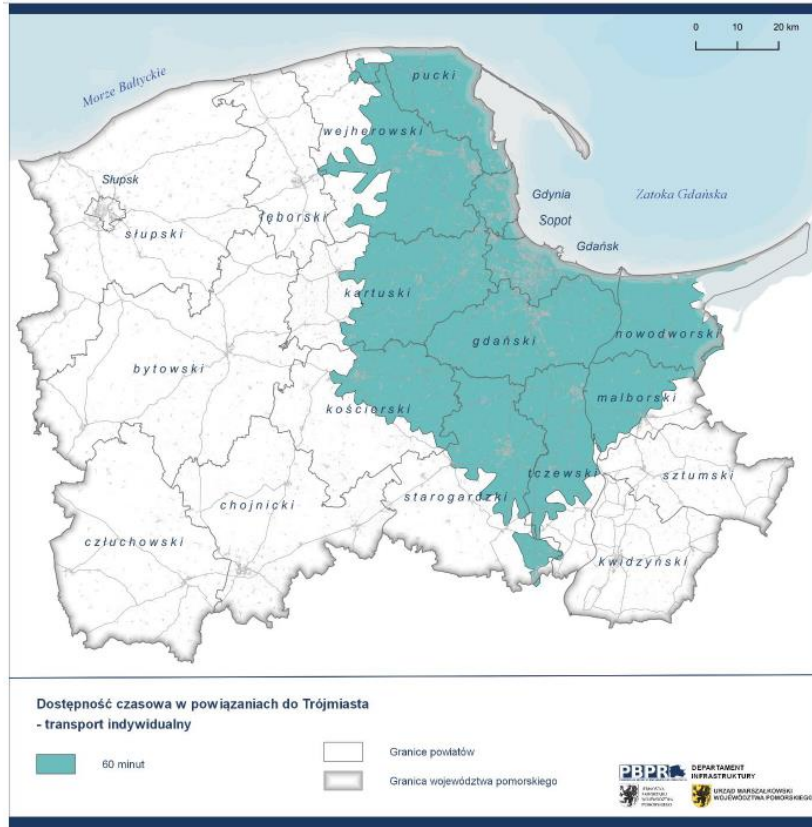 0 10 20 km
Morze Bałtyckie
pucki
wejherowski
Słupsk
Gdynia
Zatoka Gdańska
Sopot
lęborski
słupski
Gdańsk
kartuski
gdański
nowodworski
bytowski
malborski
kościerski
tczewski
sztumski
starogardzki
chojnicki
człuchowski
kwidzyński
Dostępność czasowa w powiązaniach do Trójmiasta
- transport indywidualny
60 minut
Granice powiatów
Granica województwa pomorskiego
PBPR
DEPARTAMENT
INFRASTRUKTURY
URZĄD MARSZAŁKOWSKI
WOJEWÓDZTWA POMORSKIEGO